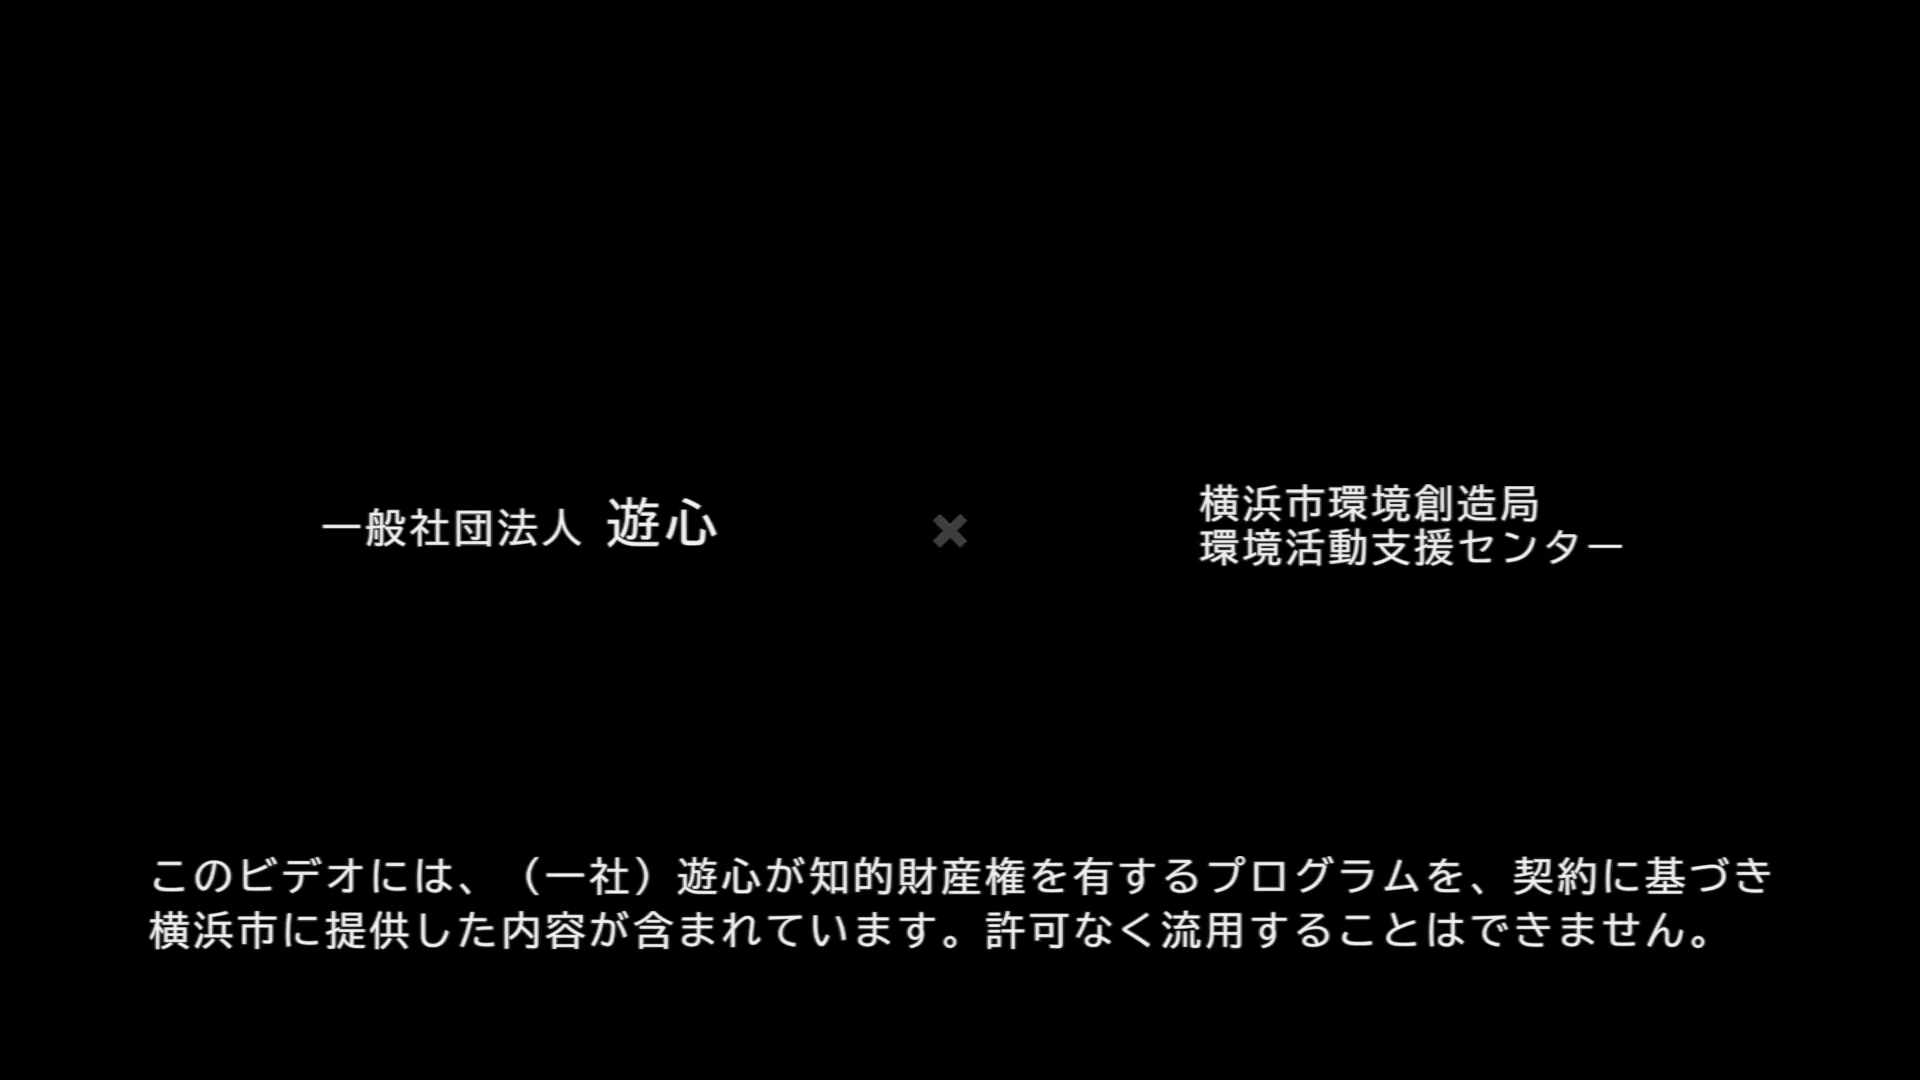 一般社団法人 遊心
×
横浜市環境創造局
環境活動支援センター
このビデオには、（一社）遊心が知的財産権を有するプログラムを、契約に基づき
横浜市に提供した内容が含まれています。許可なく流用することはできません。